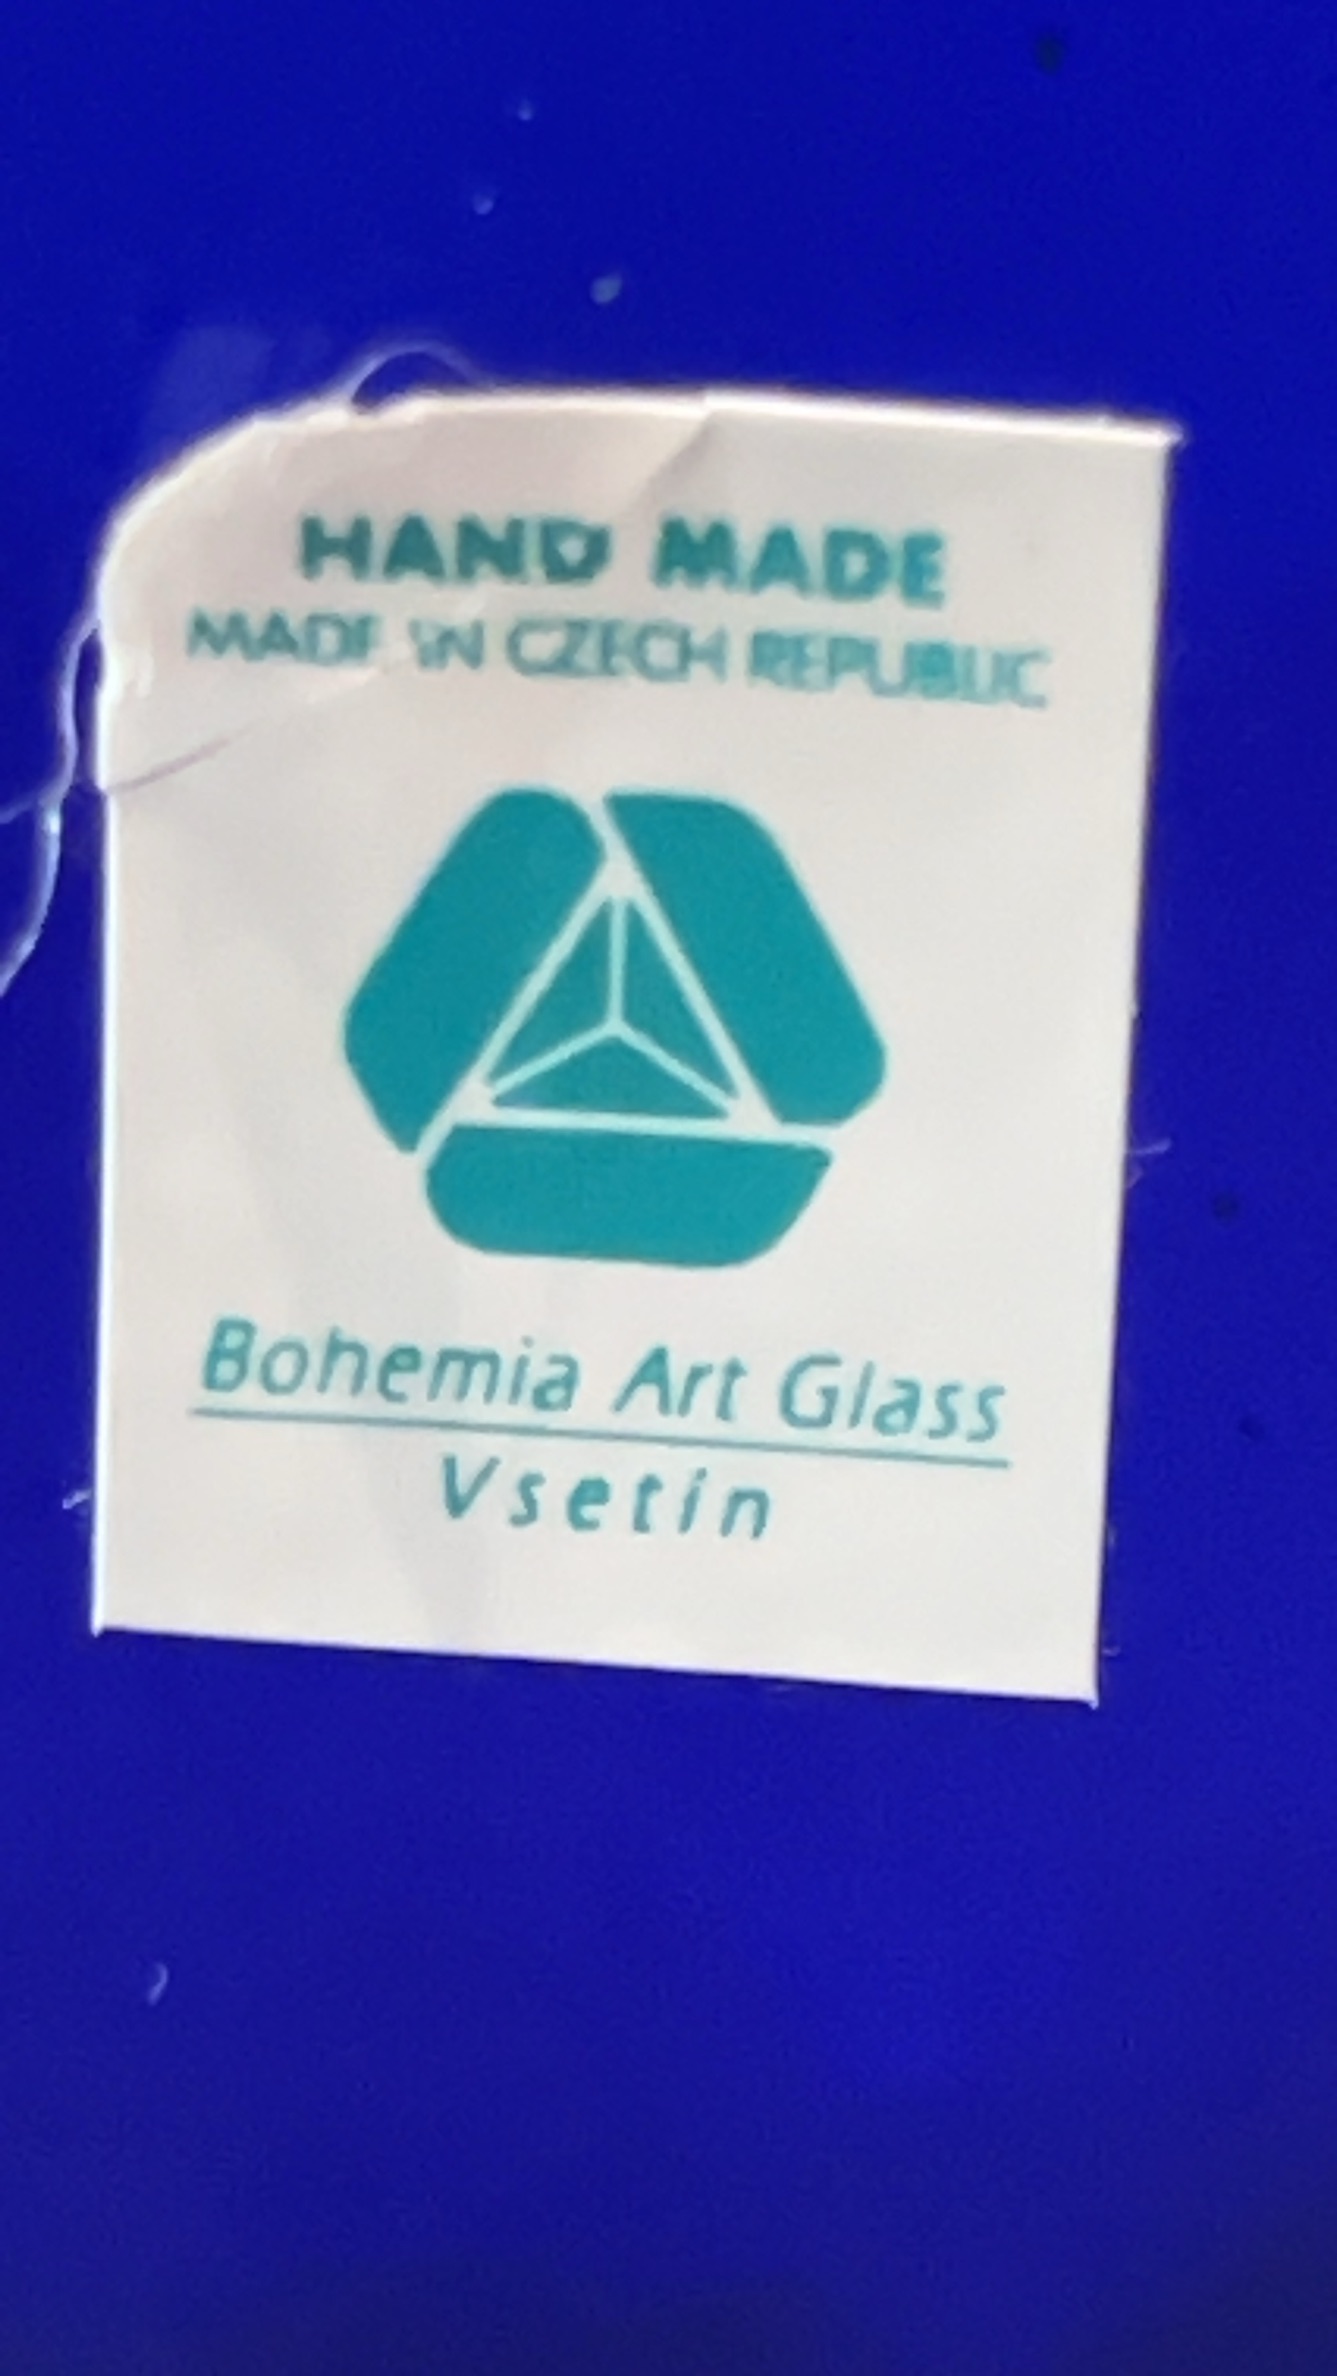 HAND MADE
MADE IN CZECH REPUBLIC
Bohemia Art Glass
Vsetin